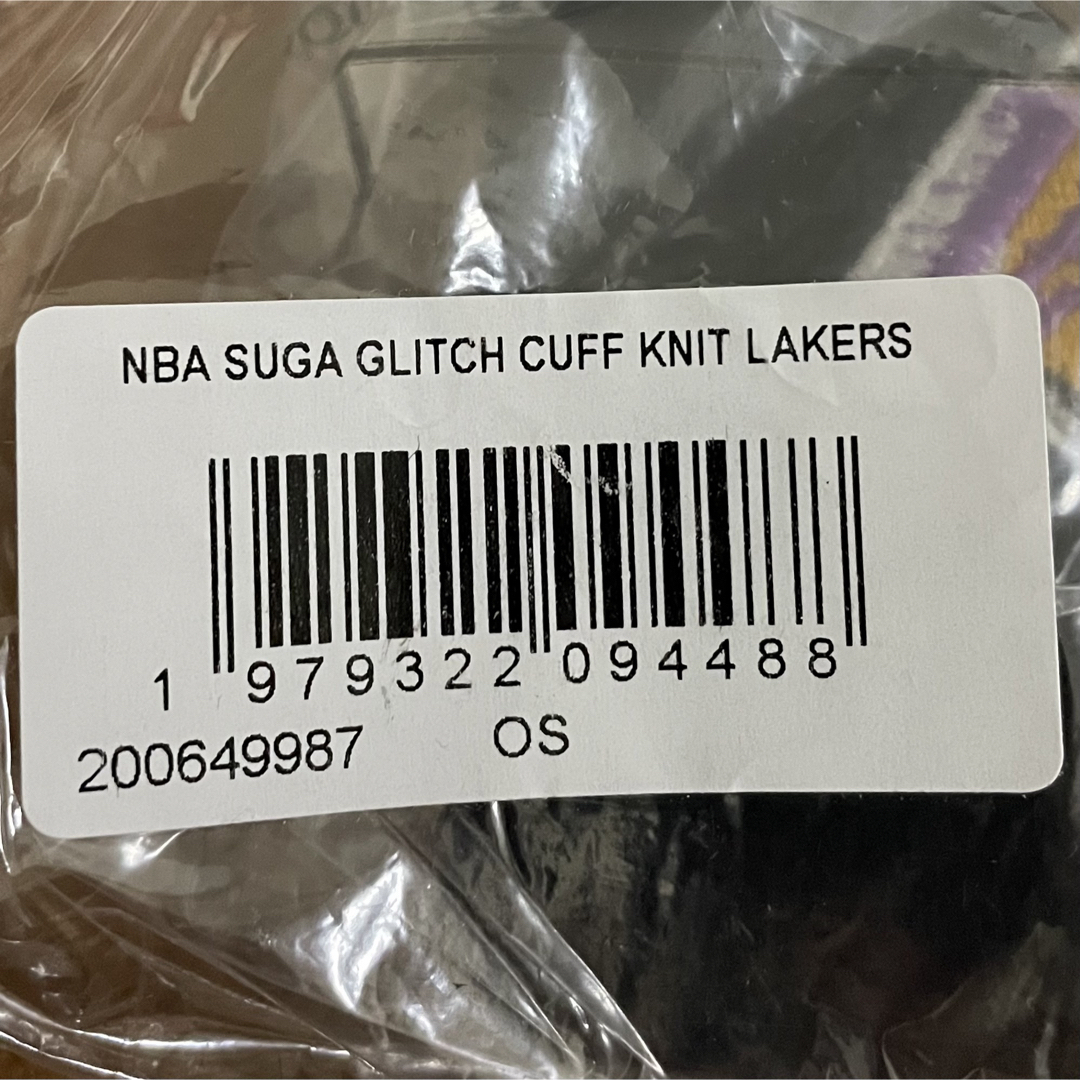 NBA SUGA GLITCH CUFF KNIT LAKERS
1 979322 094488
200649987 OS